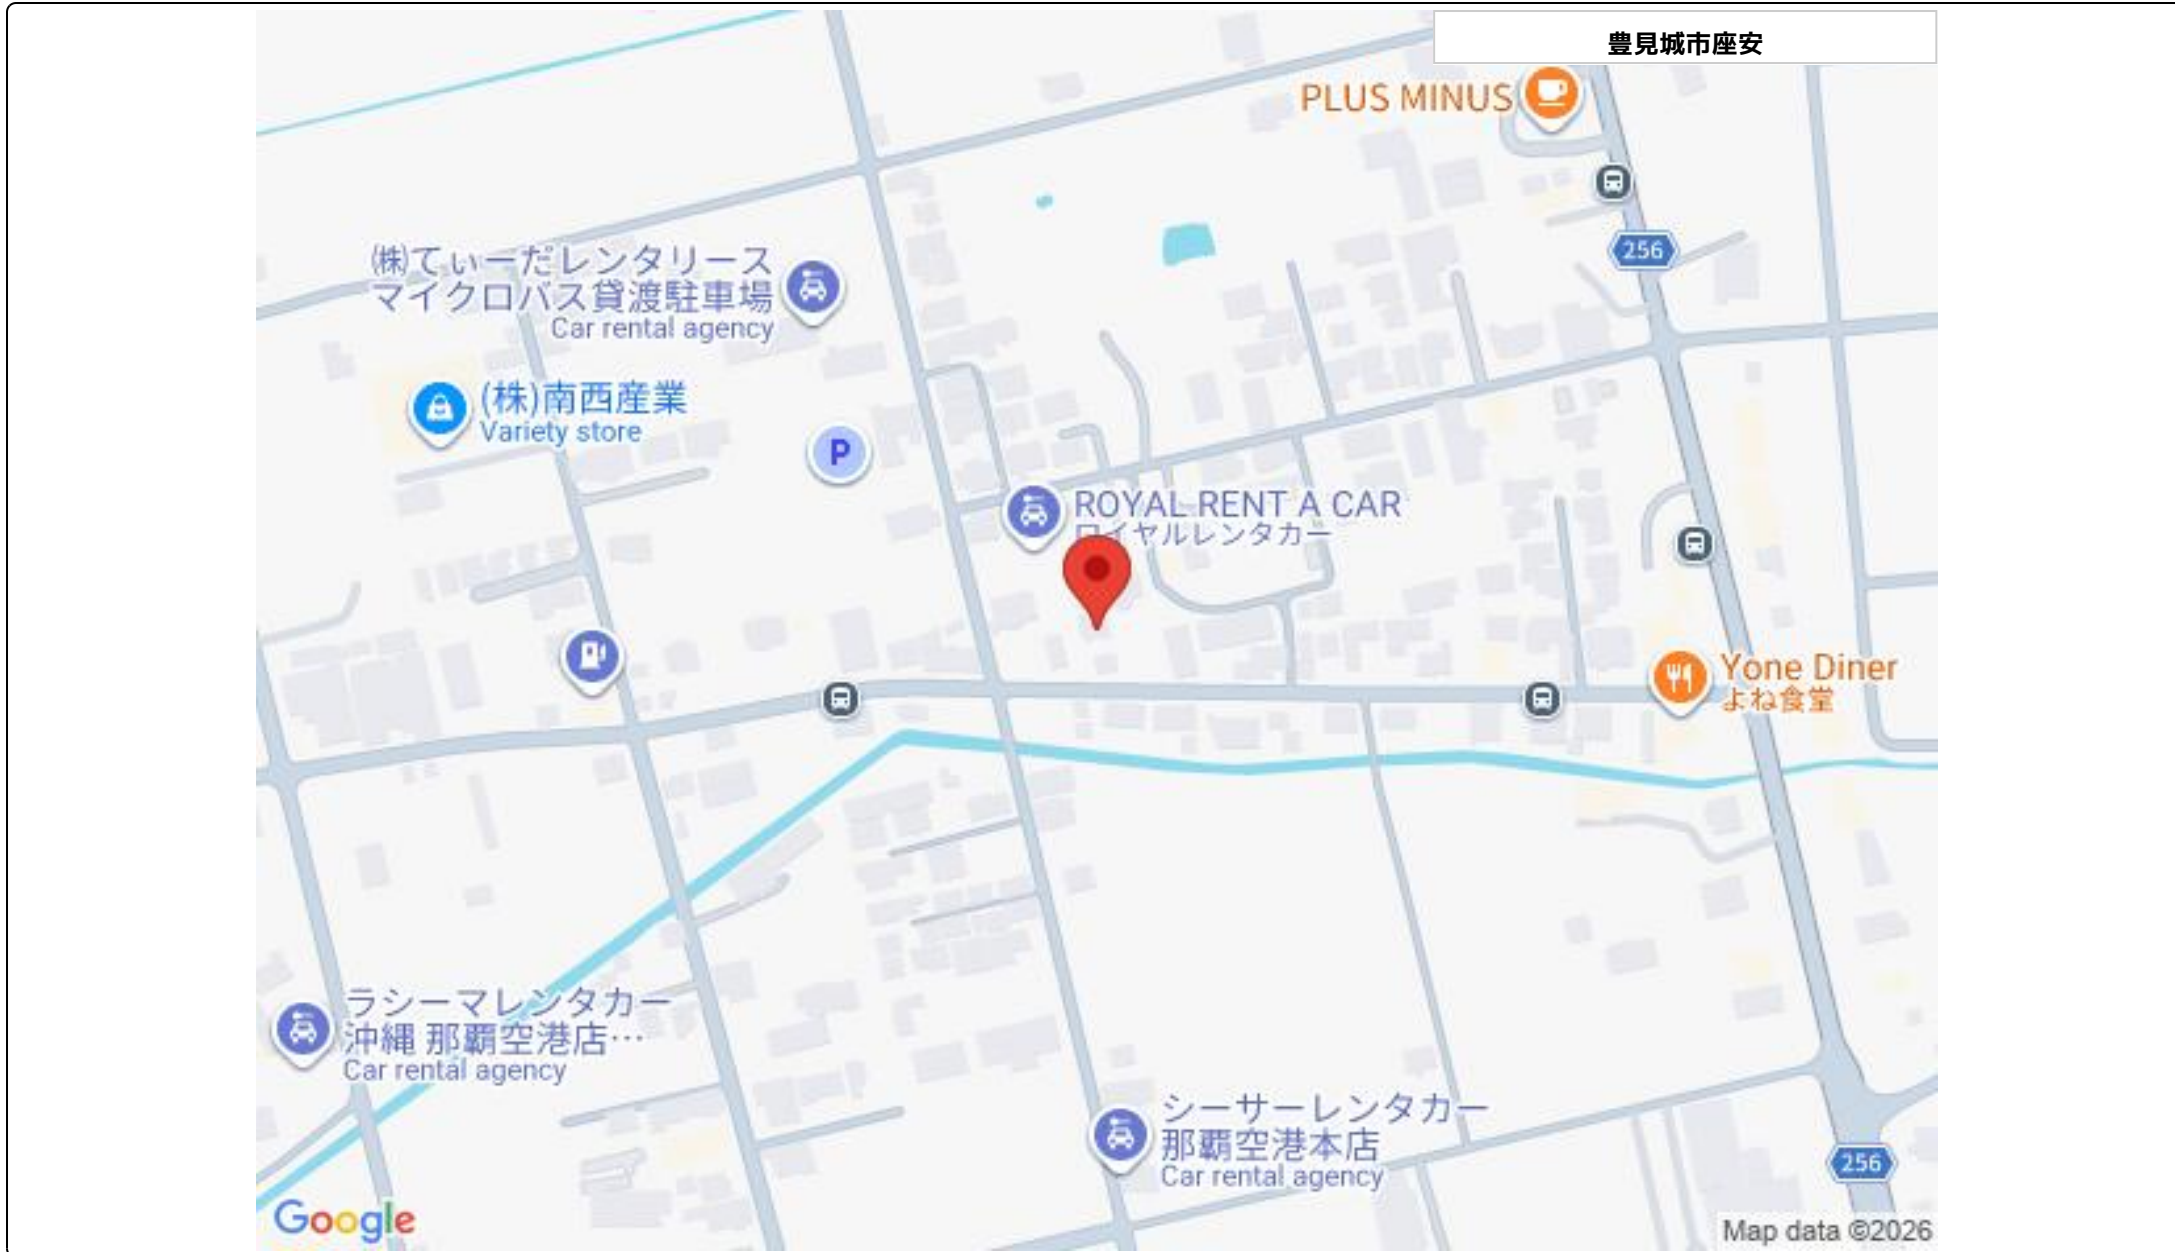 豊見城市座安
PLUS MINUS
256
㈱てぃーだレンタリース
マイクロバス貸渡駐車場
Car rental agency
(株)南西産業
Variety store
P
ROYAL RENT A CAR
ロイヤルレンタカー
Yone Diner
よね食堂
ラシーマレンタカー
沖縄 那覇空港店…
Car rental agency
シーサーレンタカー
那覇空港本店
Car rental agency
256
Google
Map data ©2026